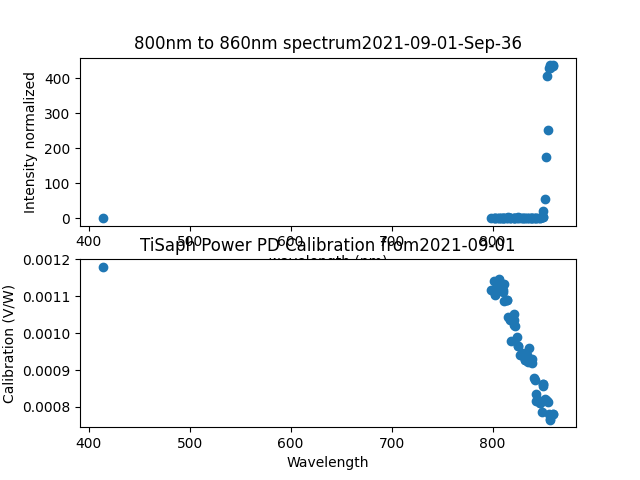 800nm to 860nm spectrum2021-09-01-Sep-36
Intensity normalized
400
300
200
100
0
400 500 600 700 800
wavelength (nm)
TiSaph Power PD Calibration from2021-09-01
Calibration (V/W)
0.0012
0.0011
0.0010
0.0009
0.0008
400 500 600 700 800
Wavelength